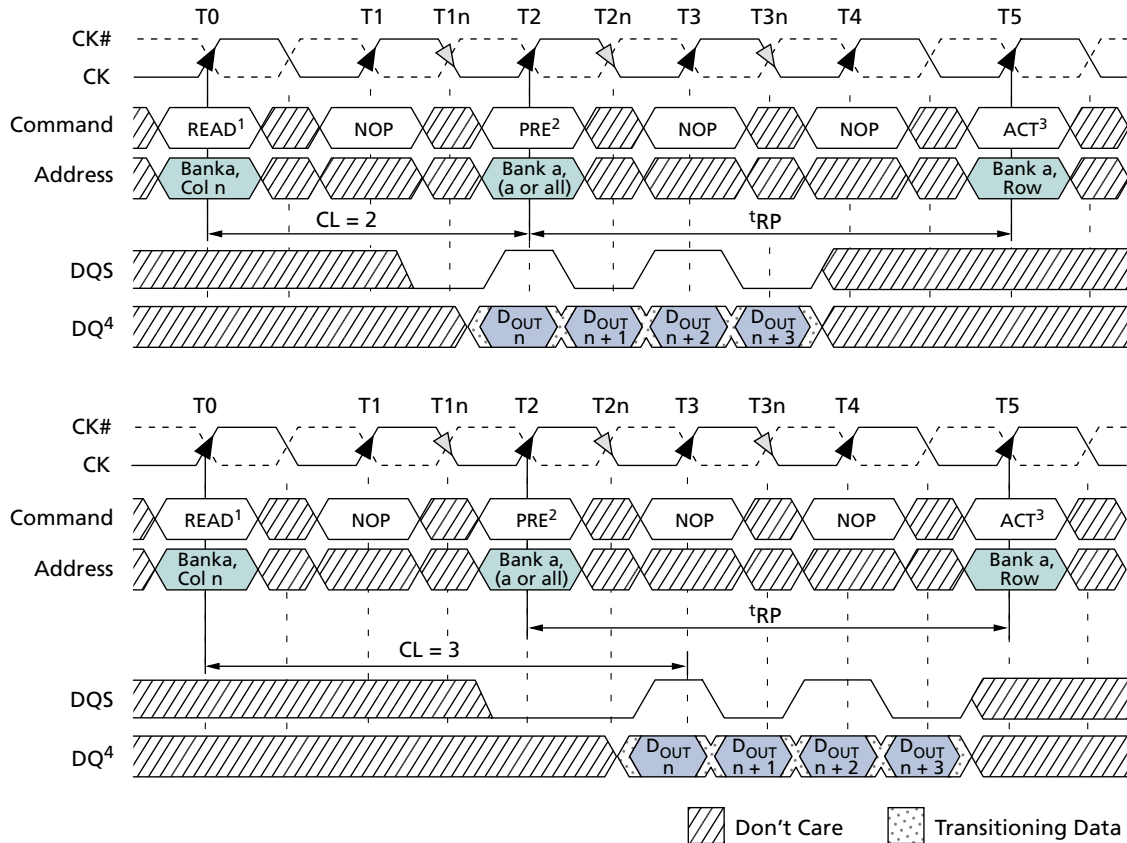 T0 T1 T1n T2 T2n T3 T3n T4 T5
CK#
CK
Command READ1 NOP PRE2 NOP NOP ACT3
Address Banka, Col n Bank a, (a or all) Bank a, Row
CL = 2 tRP
DQS
DQ4 DOUT n DOUT n + 1 DOUT n + 2 DOUT n + 3
T0 T1 T1n T2 T2n T3 T3n T4 T5
CK#
CK
Command READ1 NOP PRE2 NOP NOP ACT3
Address Banka, Col n Bank a, (a or all) Bank a, Row
tRP
CL = 3
DQS
DQ4 DOUT n DOUT n + 1 DOUT n + 2 DOUT n + 3
Don't Care Transitioning Data